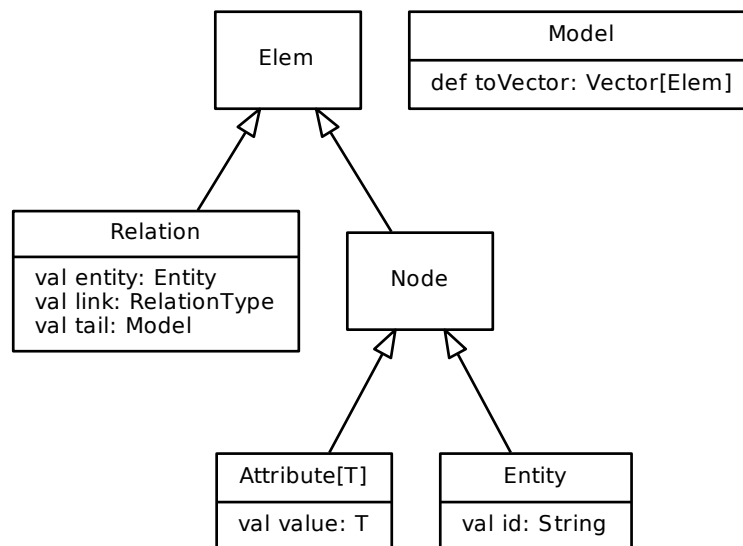 Elem
Model
def toVector: Vector[Elem]
Relation
val entity: Entity
val link: RelationType
val tail: Model
Node
Attribute[T]
val value: T
Entity
val id: String